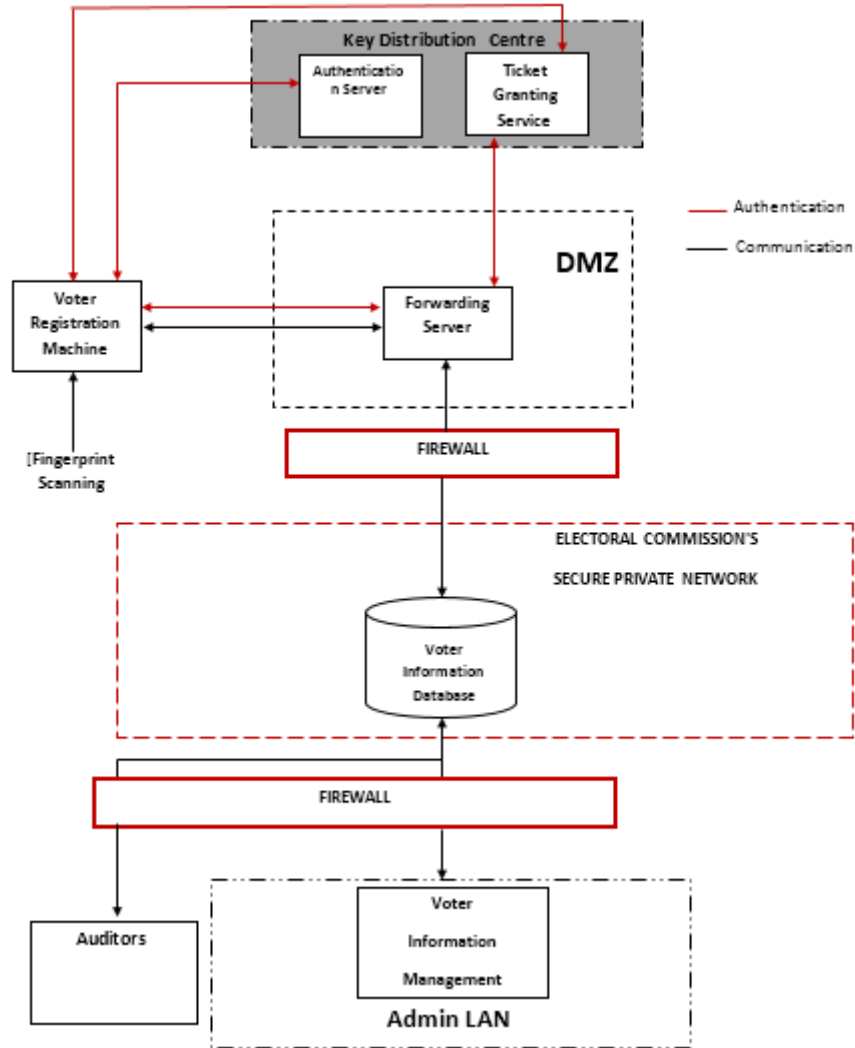 Key Distribution Centre
Authenticatio
n Server
Ticket
Granting
Service
Authentication
Communication
DMZ
Voter
Registration
Machine
Forwarding
Server
[Fingerprint
Scanning
FIREWALL
ELECTORAL COMMISSION'S
SECURE PRIVATE NETWORK
Voter
Information
Database
FIREWALL
Auditors
Voter
Information
Management
Admin LAN